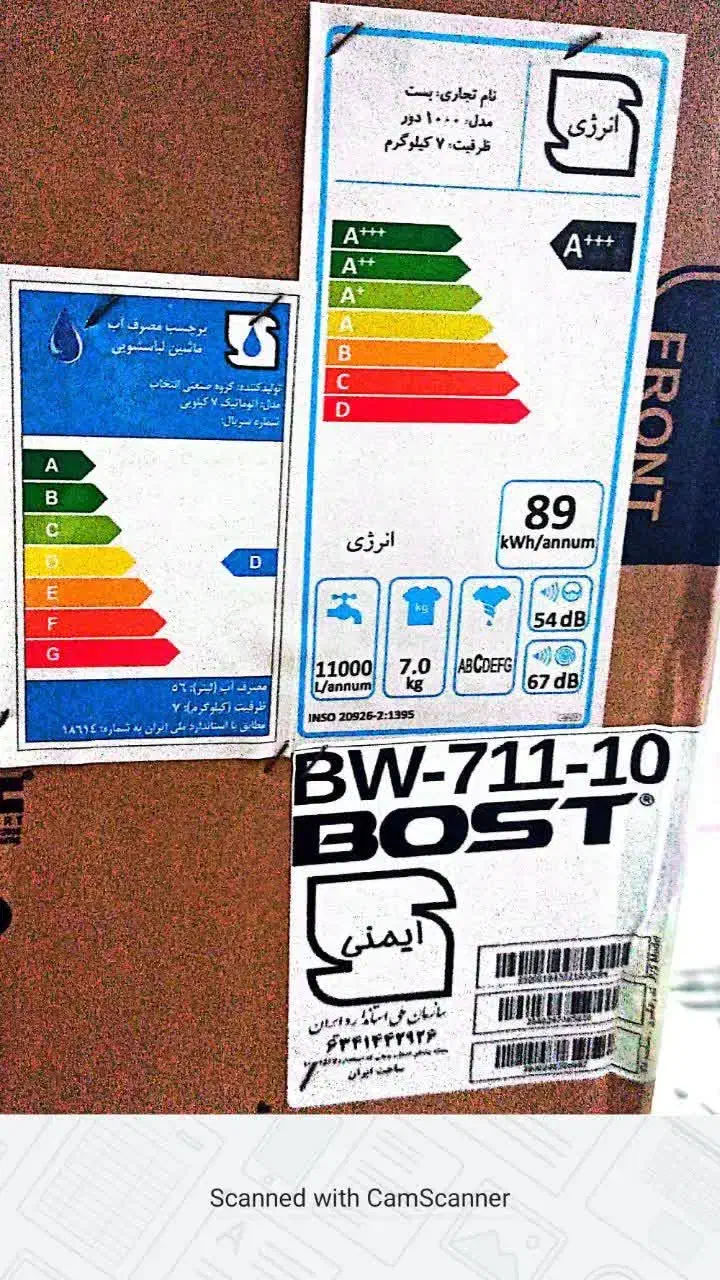 نام تجاری: بست
مدل: ۱۰۰۰ دور
ظرفیت: ۷ کیلوگرم
انرژی
A+++
A++
A+
A
B
C
D
A+++
89
kWh/annum
انرژی
11000
L/annum
7.0
kg
kg
ABCDEFG
54 dB
67 dB
INSO 20926-2:1395
برچسب مصرف آب
ماشین لباسشویی
تولیدکننده: گروه صنعتی انتخاب
مدل: اتوماتیک ۷ کیلویی
شماره سریال:
A
B
C
D
E
F
G
D
مصرف آب (لیتر): ۵۶
ظرفیت (کیلوگرم): ۷
مطابق با استاندارد ملی ایران به شماره: ۱۸۶۱۴
FRONT
BW-711-10
BOST®
ایمنی
سازمان ملی استاندارد ایران
۶۳۴۱۴۴۲۹۲۶
ساخت ایران
Scanned with CamScanner